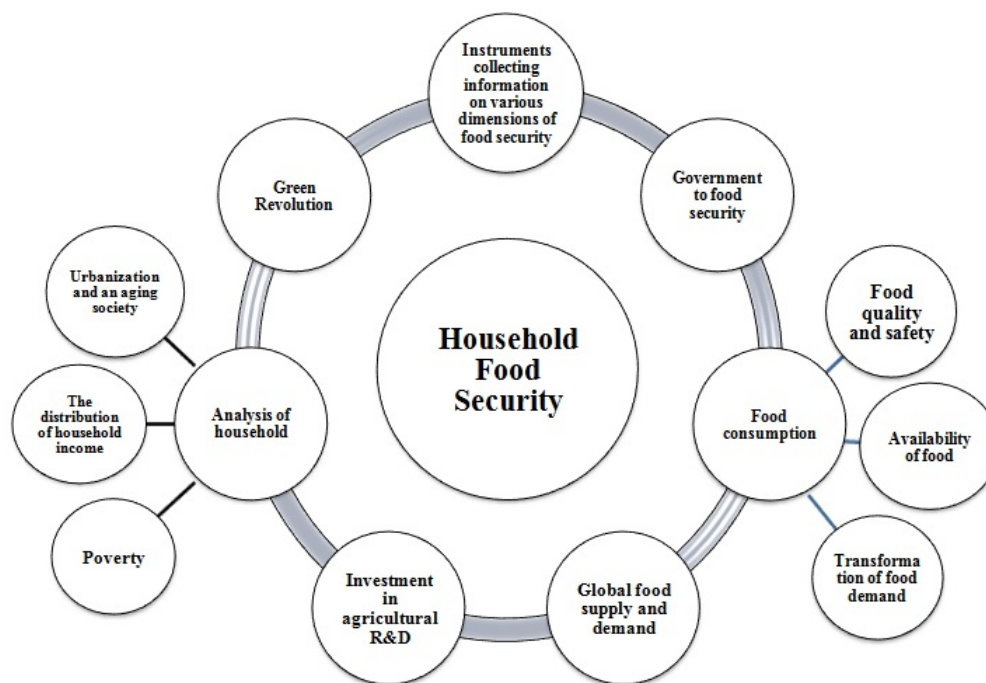 Instruments
collecting
information
on various
dimensions of
food security
Green
Revolution
Government
to food
security
Urbanization
and an aging
society
Food
quality
and safety
Household
Food
Security
The
distribution
of household
income
Analysis of
household
Food
consumption
Availability
of food
Poverty
Investment
in
agricultural
R&D
Global food
supply and
demand
Transforma
tion of food
demand